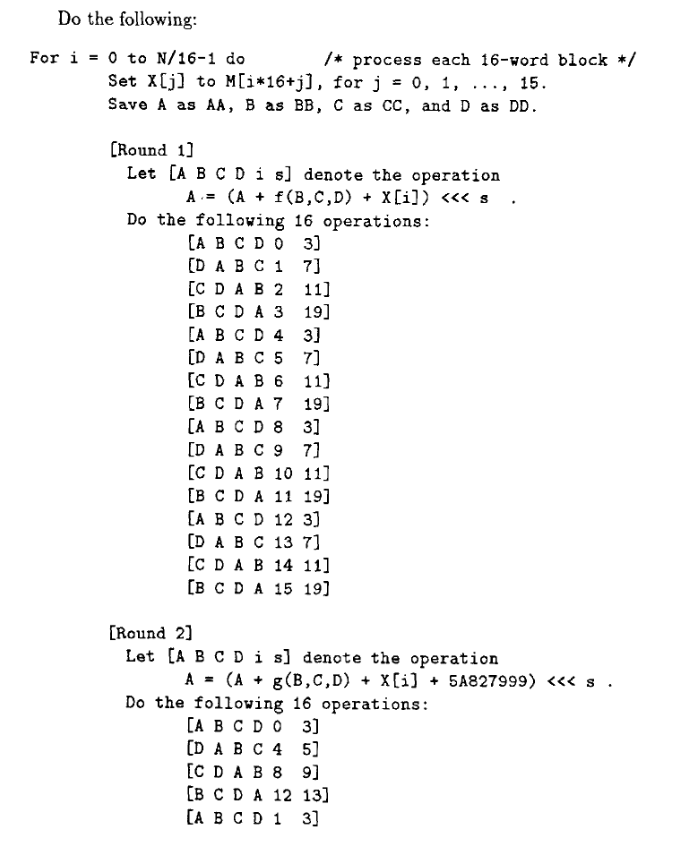 Do the following:
For i = 0 to N/16-1 do /* process each 16-word block */
Set X[j] to M[i*16+j], for j = 0, 1, ..., 15.
Save A as AA, B as BB, C as CC, and D as DD.
[Round 1]
Let [A B C D i s] denote the operation
A = (A + f(B,C,D) + X[i]) <<< s .
Do the following 16 operations:
[A B C D 0 3]
[D A B C 1 7]
[C D A B 2 11]
[B C D A 3 19]
[A B C D 4 3]
[D A B C 5 7]
[C D A B 6 11]
[B C D A 7 19]
[A B C D 8 3]
[D A B C 9 7]
[C D A B 10 11]
[B C D A 11 19]
[A B C D 12 3]
[D A B C 13 7]
[C D A B 14 11]
[B C D A 15 19]
[Round 2]
Let [A B C D i s] denote the operation
A = (A + g(B,C,D) + X[i] + 5A827999) <<< s .
Do the following 16 operations:
[A B C D 0 3]
[D A B C 4 5]
[C D A B 8 9]
[B C D A 12 13]
[A B C D 1 3]